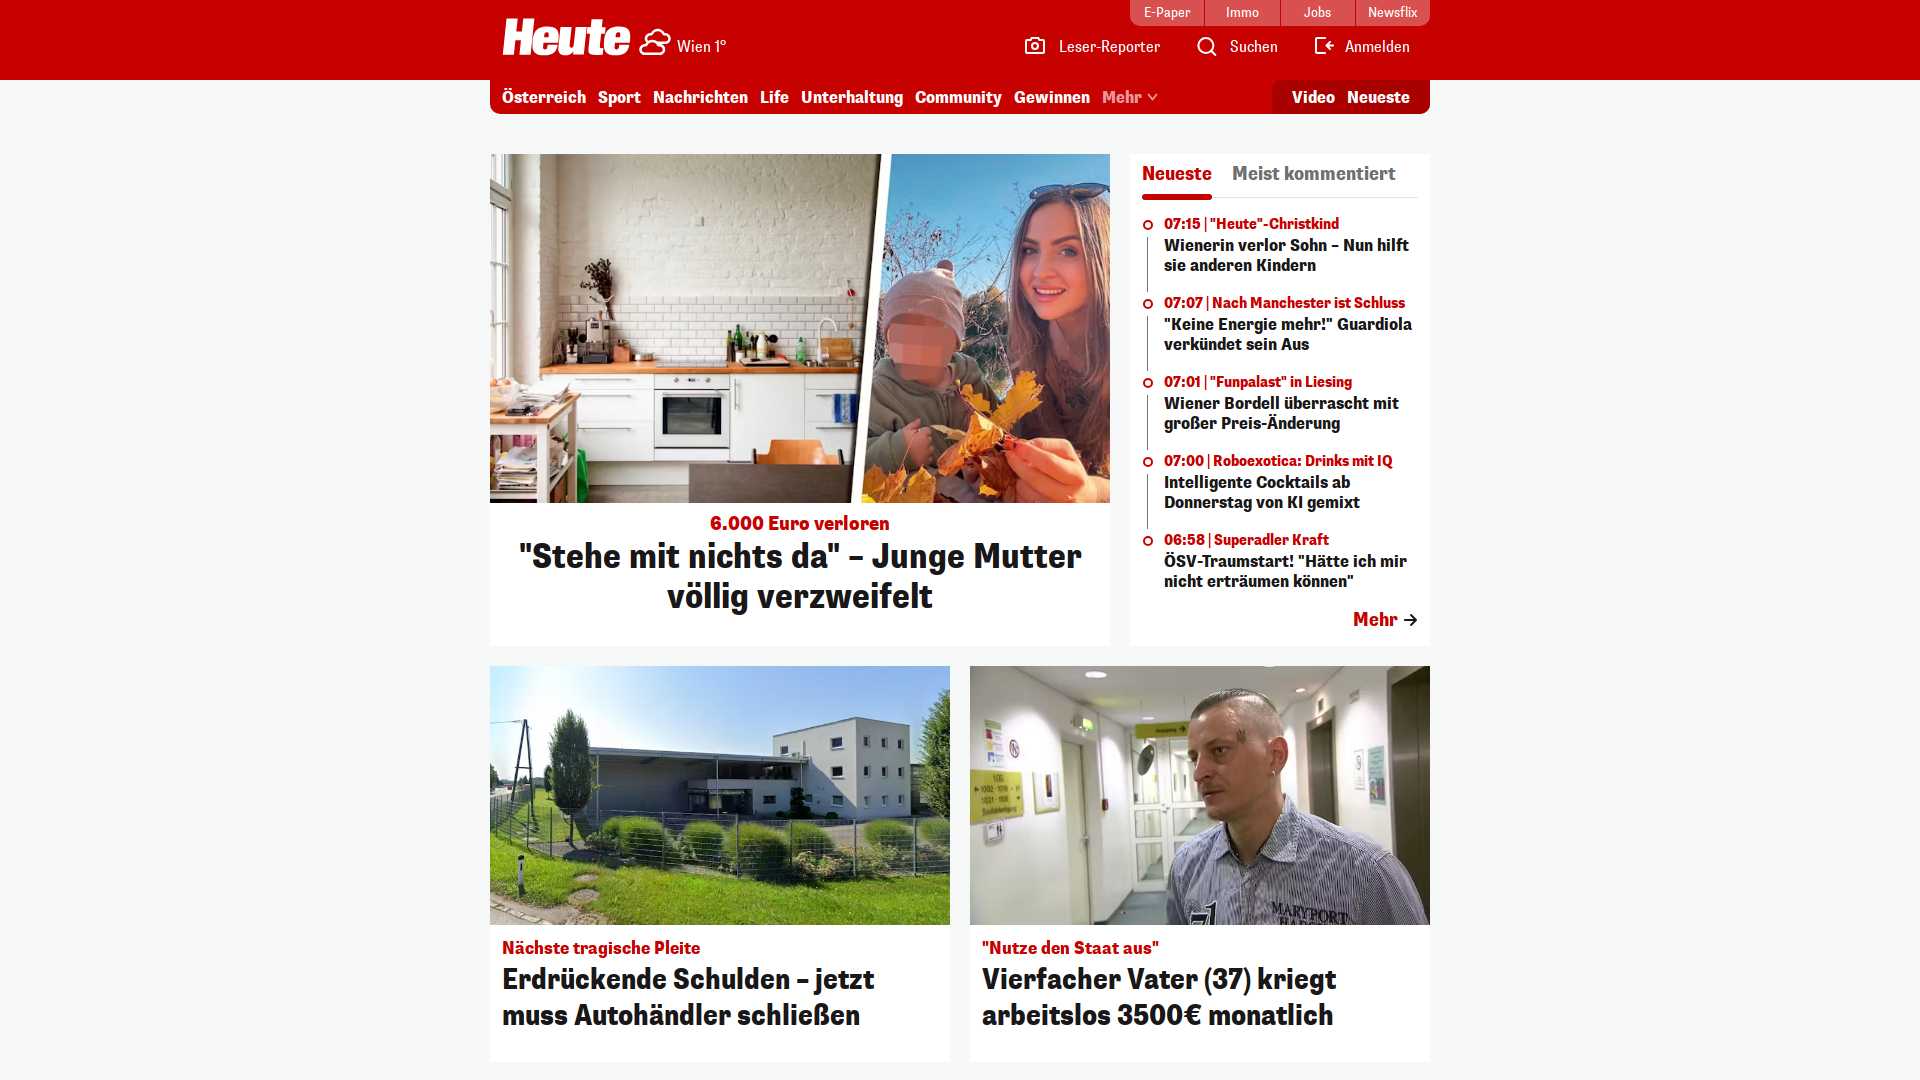 E-Paper
Immo
Jobs
Newsflix
Heute
Wien 1°
Leser-Reporter
Suchen
Anmelden
Österreich
Sport
Nachrichten
Life
Unterhaltung
Community
Gewinnen
Mehr
Video
Neueste
6.000 Euro verloren
"Stehe mit nichts da" – Junge Mutter
völlig verzweifelt
Neueste
Meist kommentiert
07:15 | "Heute"-Christkind
Wienerin verlor Sohn – Nun hilft
sie anderen Kindern
07:07 | Nach Manchester ist Schluss
"Keine Energie mehr!" Guardiola
verkündet sein Aus
07:01 | "Funpalast" in Liesing
Wiener Bordell überrascht mit
großer Preis-Änderung
07:00 | Roboexotica: Drinks mit IQ
Intelligente Cocktails ab
Donnerstag von KI gemixt
06:58 | Superadler Kraft
ÖSV-Traumstart! "Hätte ich mir
nicht erträumen können"
Mehr
Nächste tragische Pleite
Erdrückende Schulden – jetzt
muss Autohändler schließen
MARYPORT
"Nutze den Staat aus"
Vierfacher Vater (37) kriegt
arbeitslos 3500€ monatlich